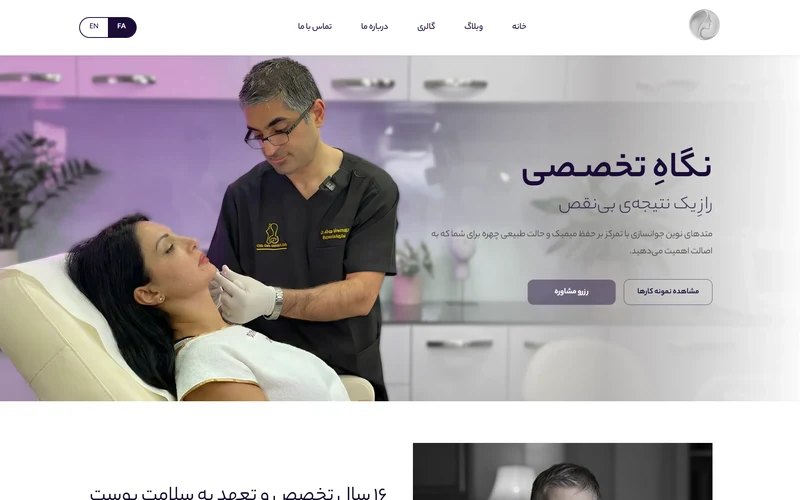 خانه
وبلاگ
گالری
درباره ما
تماس با ما
FA
EN
نگاهِ تخصصی
رازِ یک نتیجه‌ی بی‌نقص
متدهای نوین جوانسازی با تمرکز بر حفظ میمیک و حالت طبیعی چهره برای شما که به
اصالت اهمیت می‌دهید.
مشاهده نمونه کارها
رزرو مشاوره
۱۶ سال تخصص و تعهد به سلامت پوست